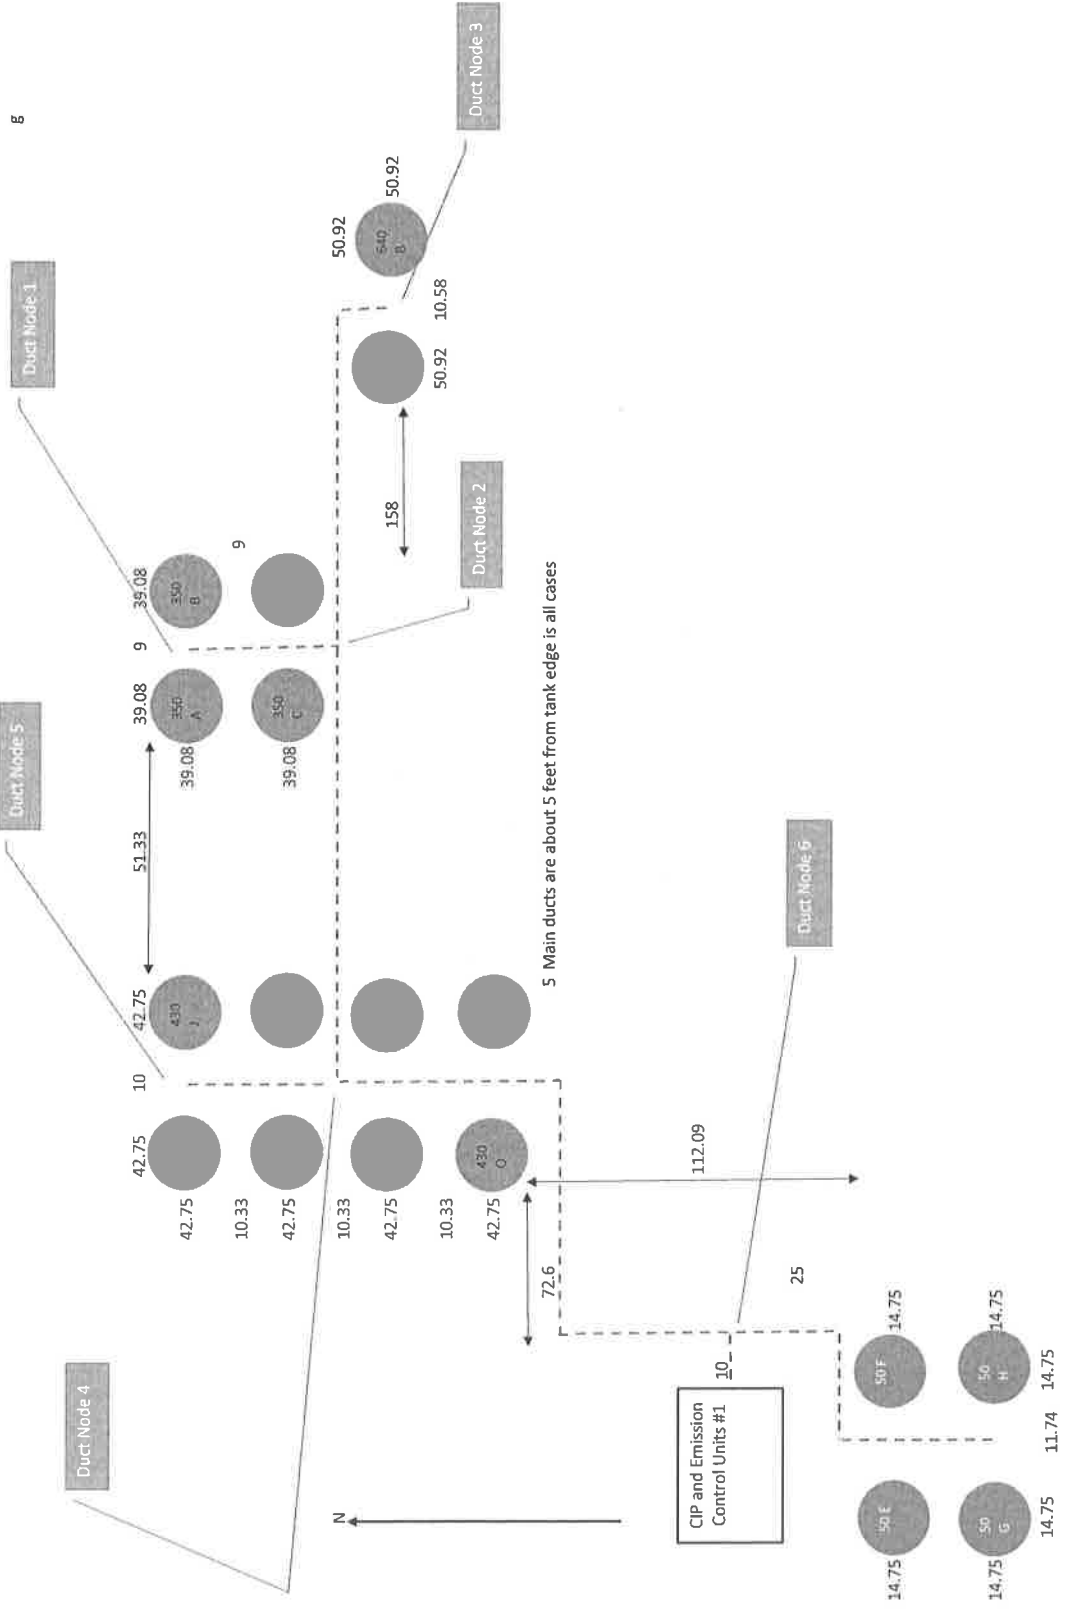 g
Duct Node 5
Duct Node 1
Duct Node 4
42.75
10
42.75
51.33
39.08
9
39.08
42.75
430
J
39.08
350
A
350
B
10.33
9
42.75
39.08
350
C
N
10.33
50.92
42.75
158
640
B
50.92
10.33
50.92
10.58
Duct Node 2
Duct Node 3
42.75
430
O
72.6
5 Main ducts are about 5 feet from tank edge is all cases
CIP and Emission
Control Units #1
112.09
10
25
Duct Node 6
14.75
50 E
50 F
14.75
14.75
50
G
50
H
14.75
14.75
11.74
14.75